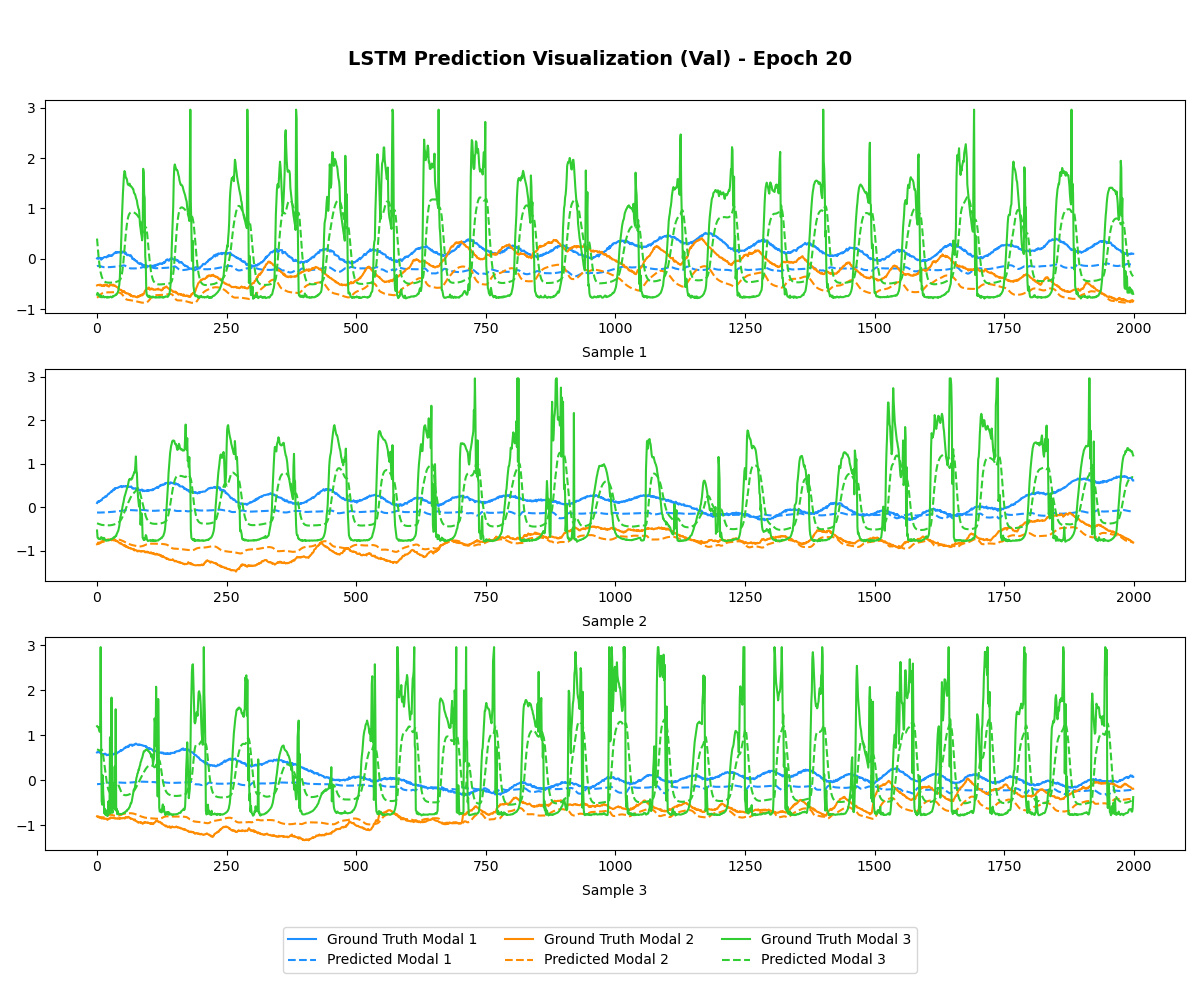 LSTM Prediction Visualization (Val) - Epoch 20
3
2
1
0
−1
0 250 500 750 1000 1250 1500 1750 2000
Sample 1
3
2
1
0
−1
0 250 500 750 1000 1250 1500 1750 2000
Sample 2
3
2
1
0
−1
0 250 500 750 1000 1250 1500 1750 2000
Sample 3
Ground Truth Modal 1 Ground Truth Modal 2 Ground Truth Modal 3
Predicted Modal 1 Predicted Modal 2 Predicted Modal 3